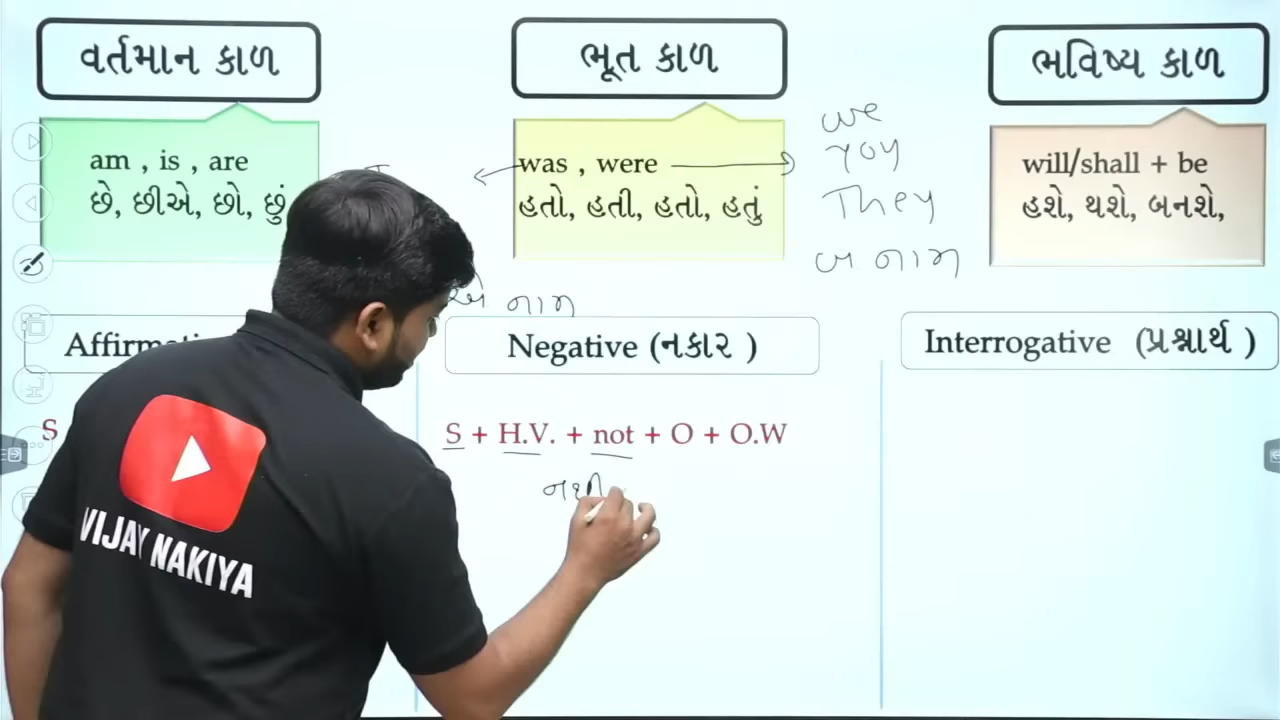 વર્તમાન કાળ
ભૂત કાળ
ભવિષ્ય કાળ
am , is , are
છે, છીએ, છો, છું
was , were
હતો, હતી, હતો, હતું
we
You
They
બ નામ
will/shall + be
હશે, થશે, બનશે,
એ નામ
Affirmati
Negative (નકાર )
Interrogative (પ્રશ્નાર્થ )
S
S + H.V. + not + O + O.W
નથી
VIJAY NAKIYA